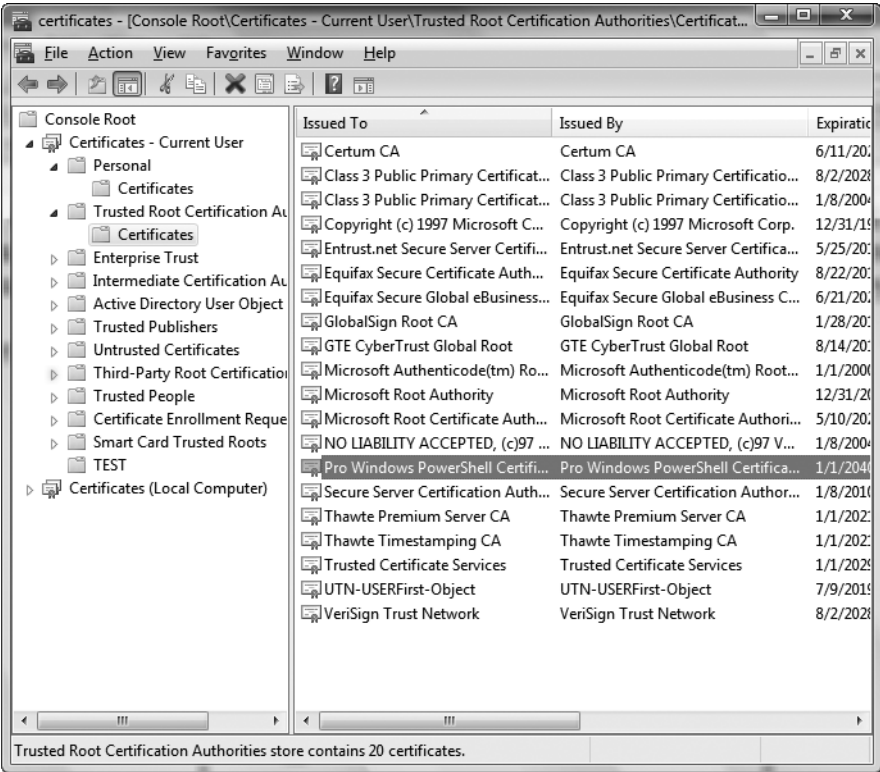 certificates - [Console Root\Certificates - Current User\Trusted Root Certification Authorities\Certificat...
File Action View Favorites Window Help
Console Root
Certificates - Current User
Personal
Certificates
Trusted Root Certification Au
Certificates
Enterprise Trust
Intermediate Certification Au
Active Directory User Object
Trusted Publishers
Untrusted Certificates
Third-Party Root Certification
Trusted People
Certificate Enrollment Reque
Smart Card Trusted Roots
TEST
Certificates (Local Computer)
Issued To Issued By Expiratio
Certum CA Certum CA 6/11/202
Class 3 Public Primary Certificat... Class 3 Public Primary Certificatio... 8/2/2028
Class 3 Public Primary Certificat... Class 3 Public Primary Certificatio... 1/8/2004
Copyright (c) 1997 Microsoft C... Copyright (c) 1997 Microsoft Corp. 12/31/19
Entrust.net Secure Server Certifi... Entrust.net Secure Server Certifica... 5/25/201
Equifax Secure Certificate Auth... Equifax Secure Certificate Authority 8/22/201
Equifax Secure Global eBusiness... Equifax Secure Global eBusiness C... 6/21/202
GlobalSign Root CA GlobalSign Root CA 1/28/201
GTE CyberTrust Global Root GTE CyberTrust Global Root 8/14/201
Microsoft Authenticode(tm) Ro... Microsoft Authenticode(tm) Root... 1/1/2000
Microsoft Root Authority Microsoft Root Authority 12/31/20
Microsoft Root Certificate Auth... Microsoft Root Certificate Authori... 5/10/202
NO LIABILITY ACCEPTED, (c)97 ... NO LIABILITY ACCEPTED, (c)97 V... 1/8/2004
Pro Windows PowerShell Certifi... Pro Windows PowerShell Certifica... 1/1/2040
Secure Server Certification Auth... Secure Server Certification Author... 1/8/2010
Thawte Premium Server CA Thawte Premium Server CA 1/1/2021
Thawte Timestamping CA Thawte Timestamping CA 1/1/2021
Trusted Certificate Services Trusted Certificate Services 1/1/2029
UTN-USERFirst-Object UTN-USERFirst-Object 7/9/2019
VeriSign Trust Network VeriSign Trust Network 8/2/2028
Trusted Root Certification Authorities store contains 20 certificates.